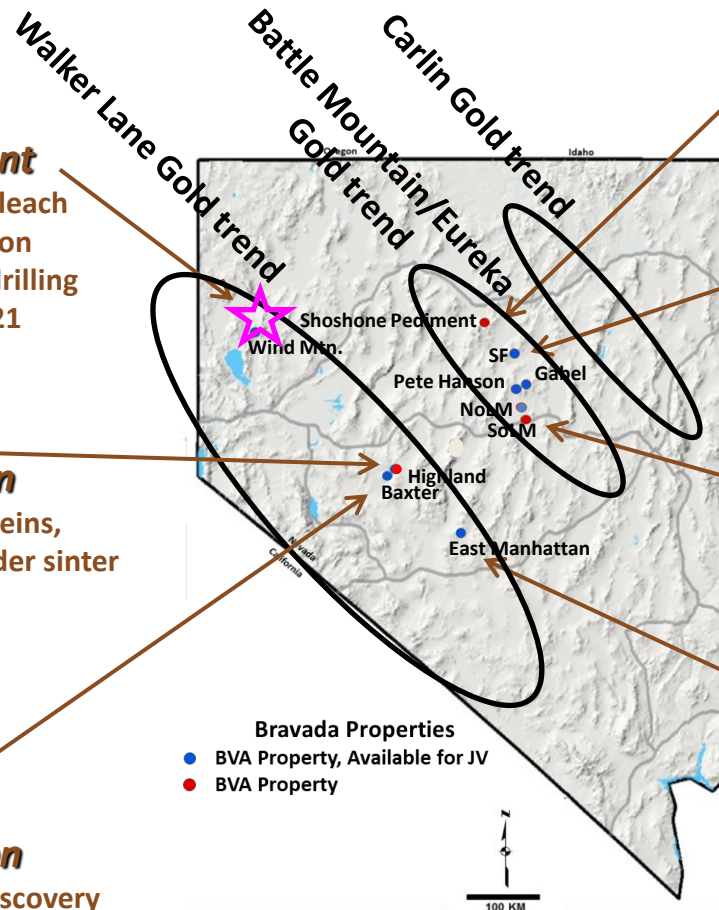 Walker Lane Gold trend
Battle Mountain/Eureka
Gold trend
Carlin Gold trend
Oregon
Idaho
nt
leach
on
drilling
21
Shoshone Pediment
Wind Mtn.
SF
Gabel
Pete Hanson
NoLM
SoLM
Highland
Baxter
n
eins,
der sinter
East Manhattan
Nevada
California
Bravada Properties
BVA Property, Available for JV
BVA Property
on
scovery
N
100 KM